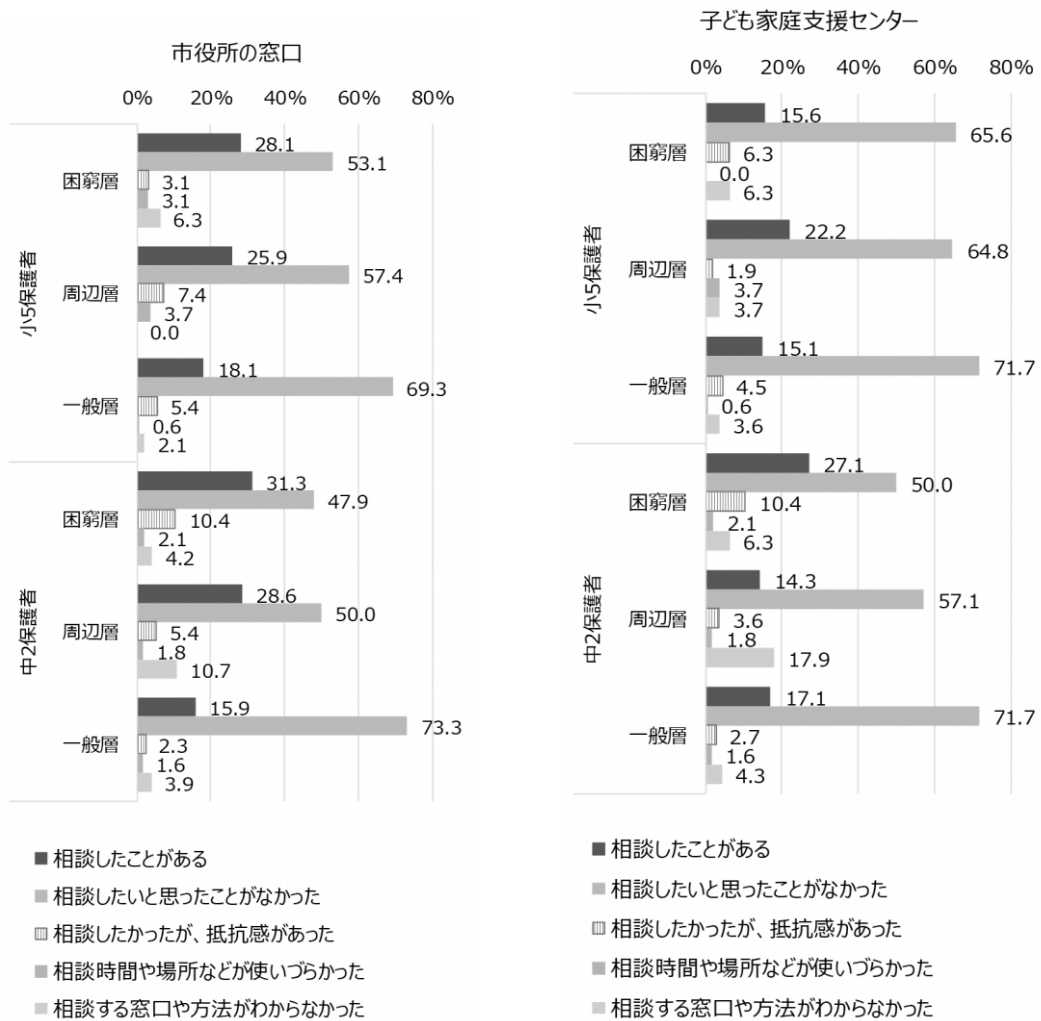 市役所の窓口
0% 20% 40% 60% 80%
小5保護者
困窮層
28.1
53.1
3.1
3.1
6.3
周辺層
25.9
57.4
7.4
3.7
0.0
一般層
18.1
69.3
5.4
0.6
2.1
中2保護者
困窮層
31.3
47.9
10.4
2.1
4.2
周辺層
28.6
50.0
5.4
1.8
10.7
一般層
15.9
73.3
2.3
1.6
3.9
相談したことがある
相談したいと思ったことがなかった
相談したかったが、抵抗感があった
相談時間や場所などが使いづらかった
相談する窓口や方法がわからなかった
子ども家庭支援センター
0% 20% 40% 60% 80%
小5保護者
困窮層
15.6
65.6
6.3
0.0
6.3
周辺層
22.2
64.8
1.9
3.7
3.7
一般層
15.1
71.7
4.5
0.6
3.6
中2保護者
困窮層
27.1
50.0
10.4
2.1
6.3
周辺層
14.3
57.1
3.6
1.8
17.9
一般層
17.1
71.7
2.7
1.6
4.3
相談したことがある
相談したいと思ったことがなかった
相談したかったが、抵抗感があった
相談時間や場所などが使いづらかった
相談する窓口や方法がわからなかった